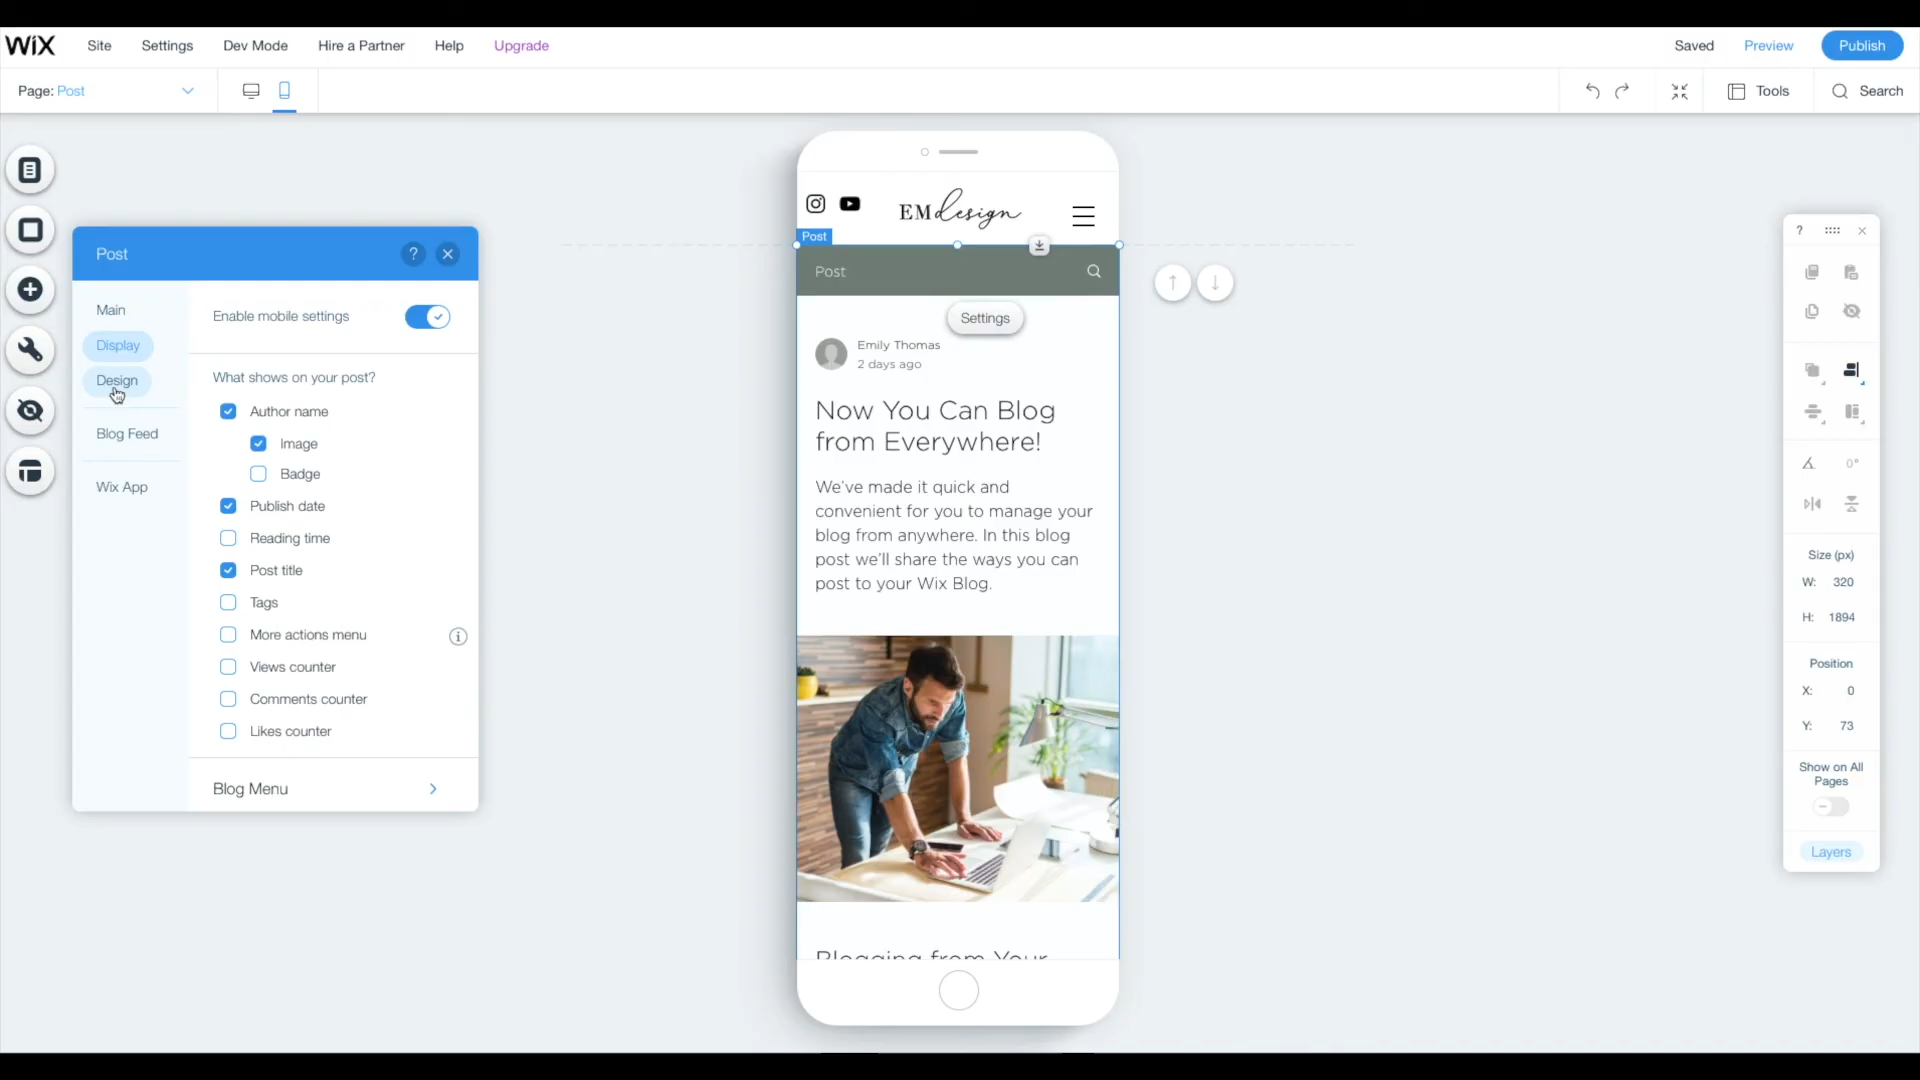 WiX
Site
Settings
Dev Mode
Hire a Partner
Help
Upgrade
Saved
Preview
Publish
Page: Post
Tools
Search
Post
?
Main
Display
Design
Blog Feed
Wix App
Enable mobile settings
What shows on your post?
Author name
Image
Badge
Publish date
Reading time
Post title
Tags
More actions menu
Views counter
Comments counter
Likes counter
Blog Menu
EMdesign
Post
Post
Settings
Emily Thomas
2 days ago
Now You Can Blog
from Everywhere!
We've made it quick and
convenient for you to manage your
blog from anywhere. In this blog
post we'll share the ways you can
post to your Wix Blog.
Blogging from Your
?
0°
Size (px)
W: 320
H: 1894
Position
X: 0
Y: 73
Show on All
Pages
Layers